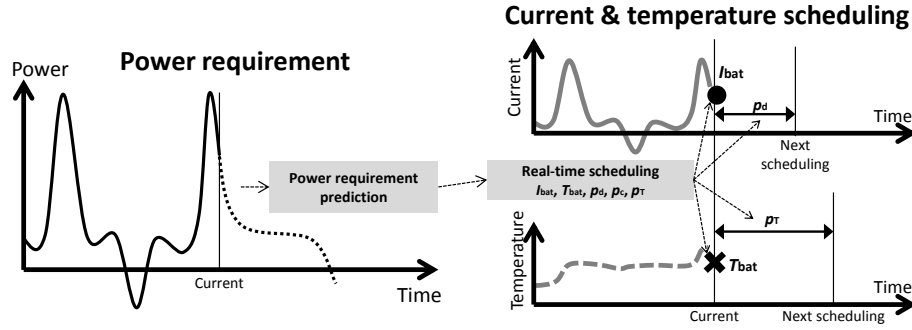 Current & temperature scheduling
Power requirement
Power
Time
Current
Power requirement
prediction
Real-time scheduling
Ibat, Tbat, pd, pc, pT
Current
Ibat
pd
Time
Next
scheduling
Temperature
pT
Tbat
Time
Current
Next scheduling